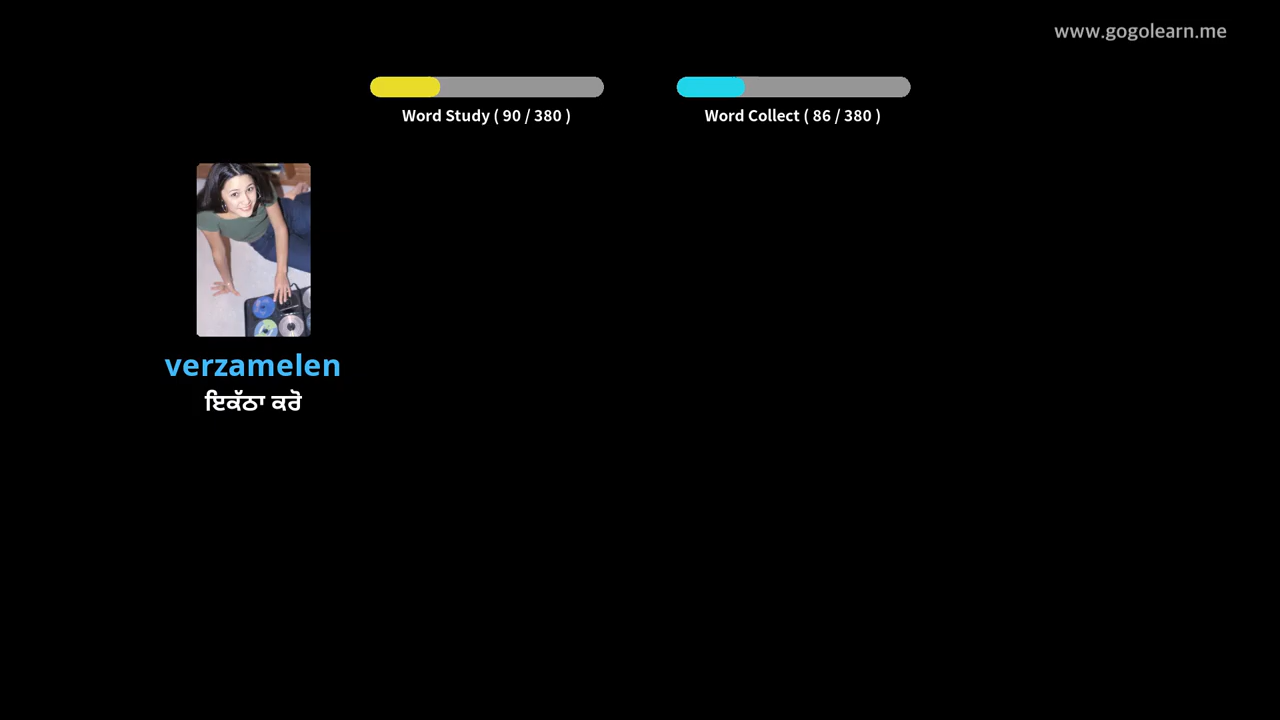 www.gogolearn.me
Word Study ( 90 / 380 )
Word Collect ( 86 / 380 )
verzamelen
ਇਕੱਠਾ ਕਰੋ